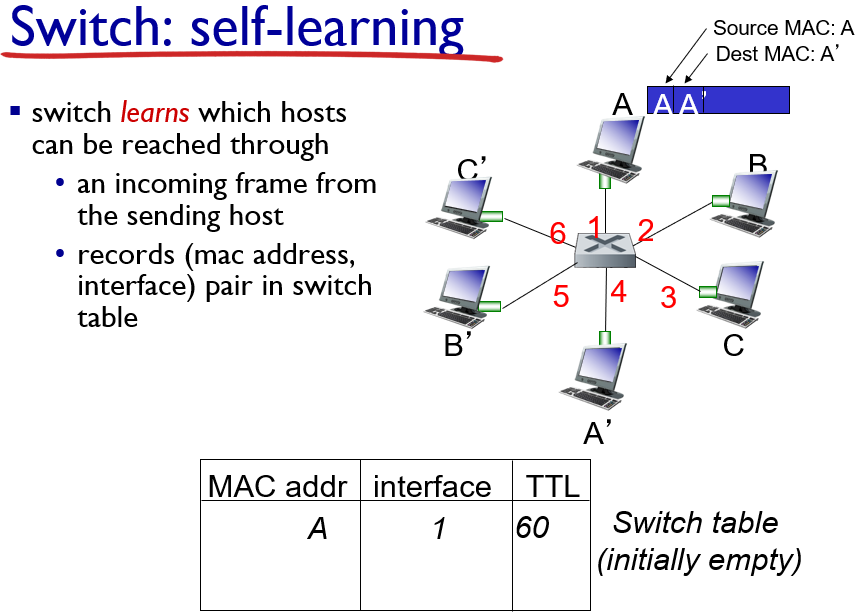 Switch: self-learning
Source MAC: A
Dest MAC: A’
▪ switch learns which hosts
can be reached through
• an incoming frame from
the sending host
• records (mac address,
interface) pair in switch
table
A
A A’
C’
B
6 1 2
5 4 3
B’
C
A’
MAC addr interface TTL
A 1 60
Switch table
(initially empty)